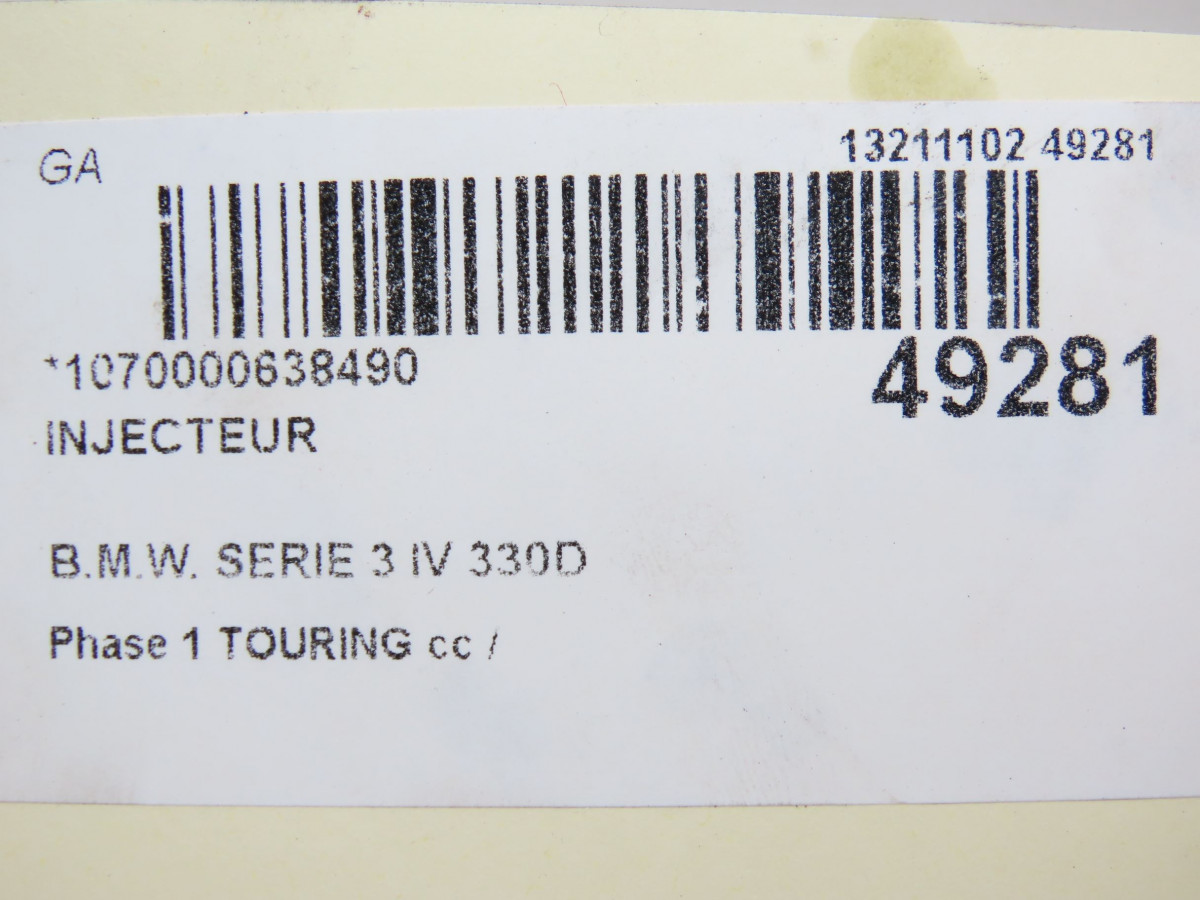 GA
13211102 49281
*1070000638490
49281
INJECTEUR
B.M.W. SERIE 3 IV 330D
Phase 1 TOURING cc /